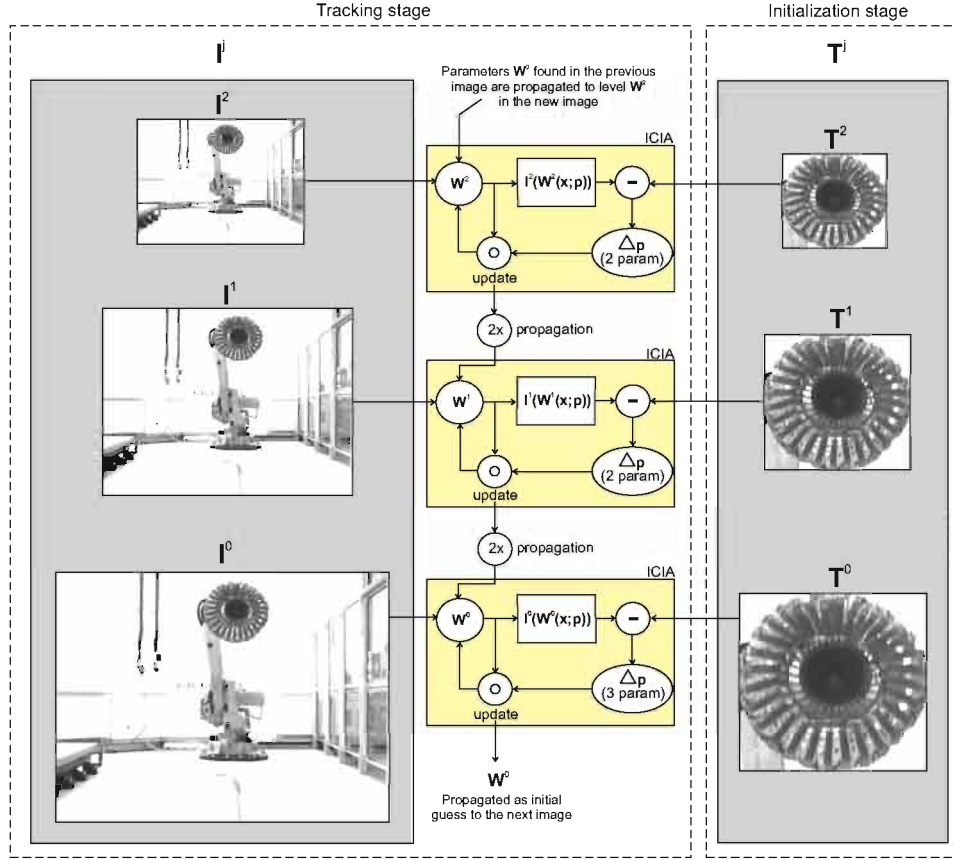 Tracking stage
Initialization stage
I^j
T^j
Parameters W^0 found in the previous
image are propagated to level W^2
in the new image
I^2
T^2
ICIA
W^2
I^2(W^2(x;p))
−
△p
(2 param)
O
update
2x propagation
I^1
T^1
ICIA
W^1
I^1(W^1(x;p))
−
△p
(2 param)
O
update
2x propagation
I^0
T^0
ICIA
W^0
I^0(W^0(x;p))
−
△p
(3 param)
O
update
W^0
Propagated as initial
guess to the next image